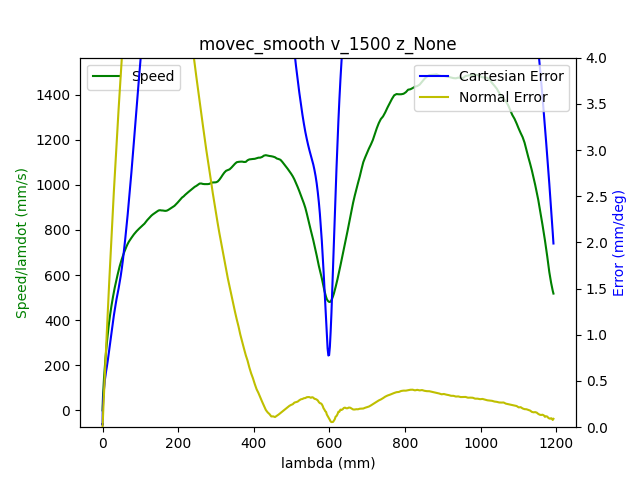 movec_smooth v_1500 z_None
Speed
Cartesian Error
Normal Error
Speed/lamdot (mm/s)
1400
1200
1000
800
600
400
200
0
4.0
3.5
3.0
2.5
2.0
1.5
1.0
0.5
0.0
Error (mm/deg)
0 200 400 600 800 1000 1200
lambda (mm)